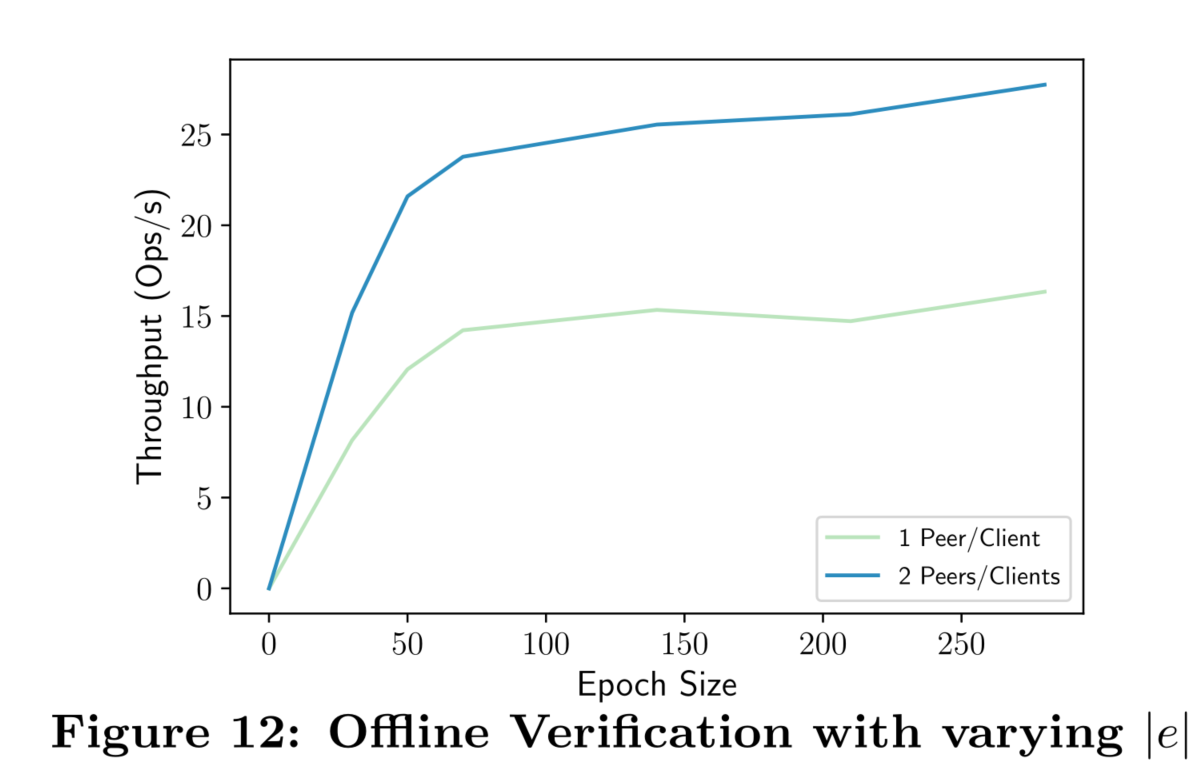 25
20
15
10
5
0
Throughput (Ops/s)
1 Peer/Client
2 Peers/Clients
0 50 100 150 200 250
Epoch Size
Figure 12: Offline Verification with varying |e|